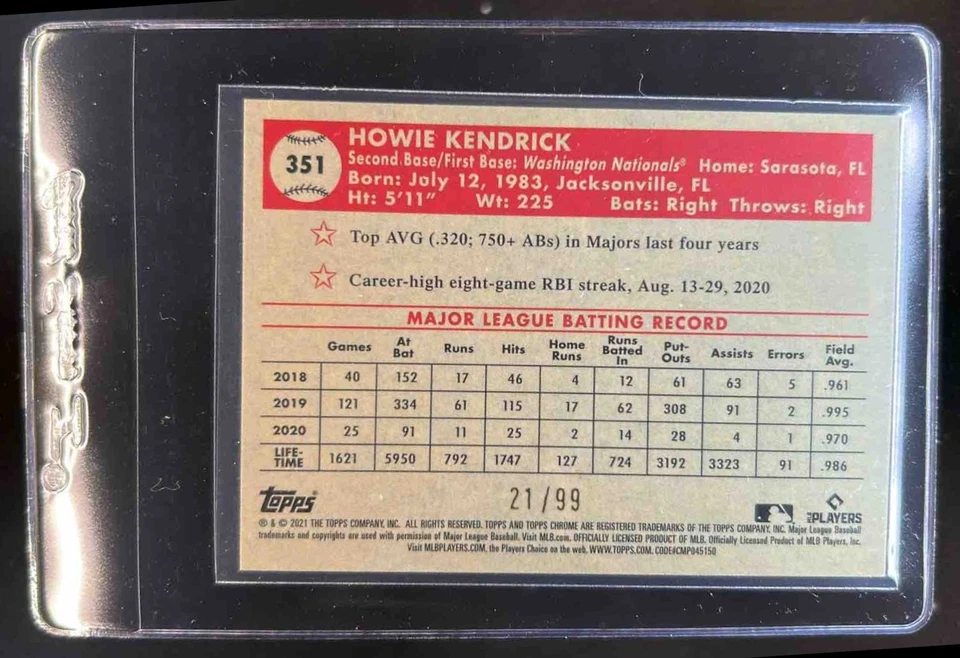 351
HOWIE KENDRICK
Second Base/First Base: Washington Nationals® Home: Sarasota, FL
Born: July 12, 1983, Jacksonville, FL
Ht: 5'11" Wt: 225 Bats: Right Throws: Right
Top AVG (.320; 750+ ABs) in Majors last four years
Career-high eight-game RBI streak, Aug. 13-29, 2020
MAJOR LEAGUE BATTING RECORD
Games At Bat Runs Hits Home Runs Runs Batted In Put-Outs Assists Errors Field Avg.
2018 40 152 17 46 4 12 61 63 5 .961
2019 121 334 61 115 17 62 308 91 2 .995
2020 25 91 11 25 2 14 28 4 1 .970
LIFE-TIME 1621 5950 792 1747 127 724 3192 3323 91 .986
topps® 21/99 MLB PLAYERS
® & © 2021 THE TOPPS COMPANY, INC. ALL RIGHTS RESERVED. TOPPS AND TOPPS CHROME ARE REGISTERED TRADEMARKS OF THE TOPPS COMPANY, INC. Major League Baseball
trademarks and copyrights are used with permission of Major League Baseball. Visit MLB.com. OFFICIALLY LICENSED PRODUCT OF MLB. Officially Licensed Product of MLB Players, Inc.
Visit MLBPLAYERS.COM, the Players Choice on the web. WWW.TOPPS.COM. CODE#CMP045150